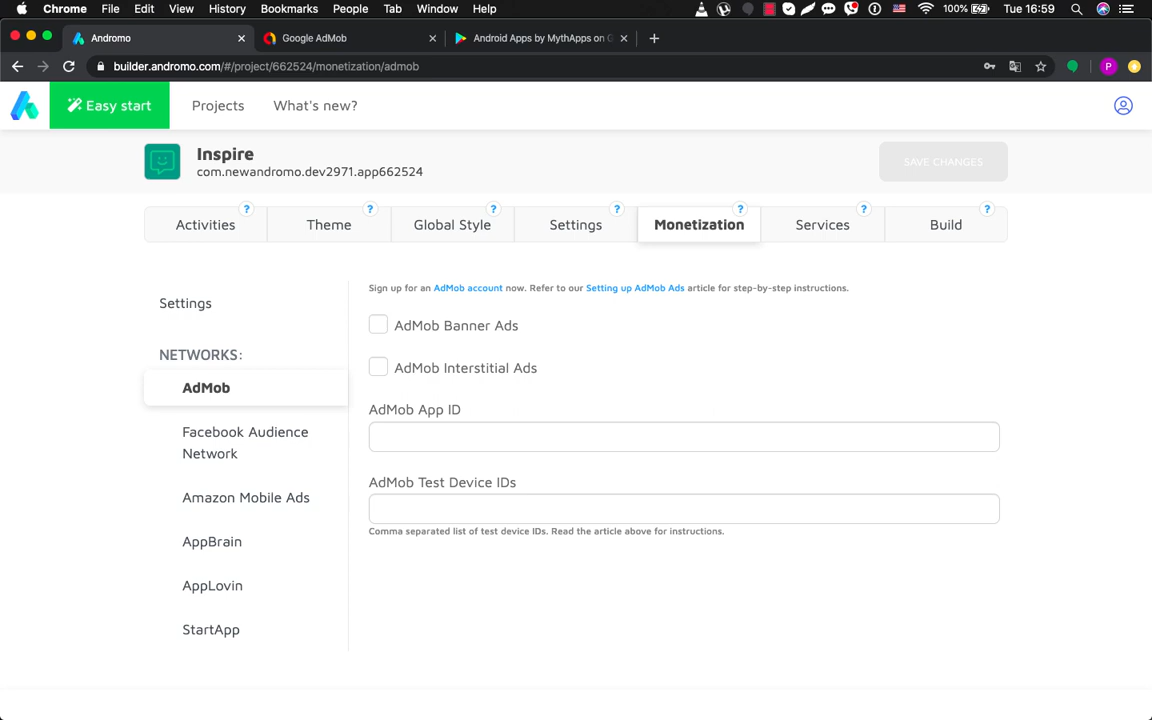 Chrome File Edit View History Bookmarks People Tab Window Help 100% Tue 16:59
Andromo
Google AdMob
Android Apps by MythApps on G
builder.andromo.com/#/project/662524/monetization/admob
P
Easy start
Projects
What's new?
Inspire
com.newandromo.dev2971.app662524
SAVE CHANGES
Activities ?
Theme ?
Global Style ?
Settings ?
Monetization ?
Services ?
Build ?
Settings
NETWORKS:
AdMob
Facebook Audience
Network
Amazon Mobile Ads
AppBrain
AppLovin
StartApp
Sign up for an AdMob account now. Refer to our Setting up AdMob Ads article for step-by-step instructions.
AdMob Banner Ads
AdMob Interstitial Ads
AdMob App ID
AdMob Test Device IDs
Comma separated list of test device IDs. Read the article above for instructions.